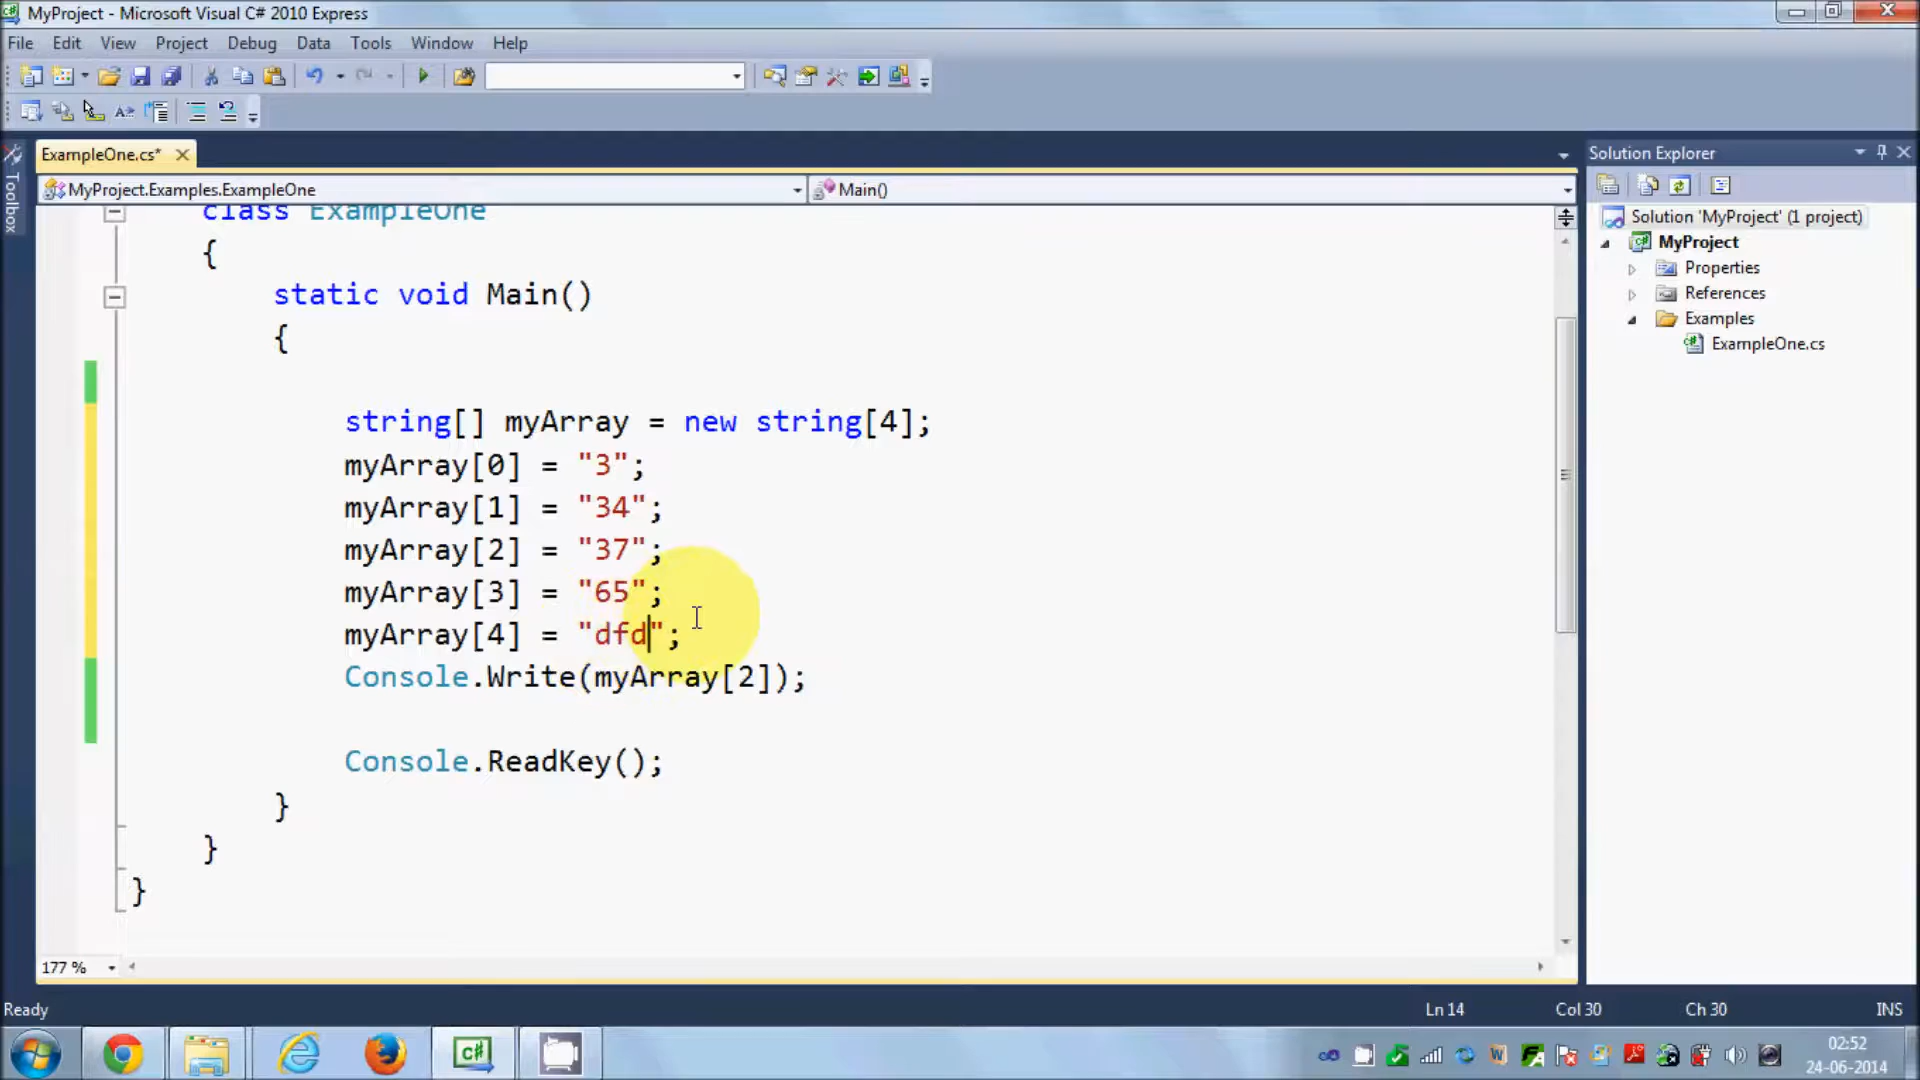 MyProject - Microsoft Visual C# 2010 Express
File Edit View Project Debug Data Tools Window Help
ExampleOne.cs*
Solution Explorer
Toolbox
MyProject.Examples.ExampleOne
Main()
Solution 'MyProject' (1 project)
MyProject
Properties
References
Examples
ExampleOne.cs
class ExampleOne
{
static void Main()
{
string[] myArray = new string[4];
myArray[0] = "3";
myArray[1] = "34";
myArray[2] = "37";
myArray[3] = "65";
myArray[4] = "dfd";
Console.Write(myArray[2]);
Console.ReadKey();
}
}
}
177 %
Ready
Ln 14
Col 30
Ch 30
INS
02:52
24-06-2014